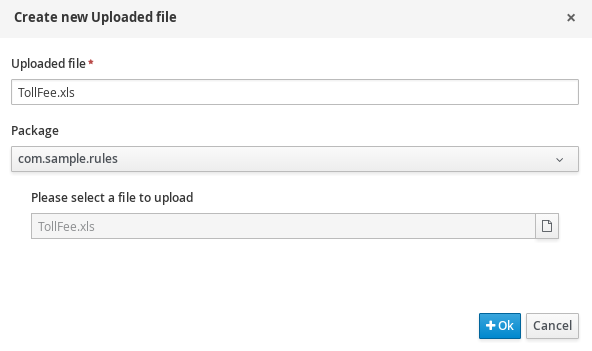 Create new Uploaded file ×
Uploaded file*
TollFee.xls
Package
com.sample.rules
Please select a file to upload
TollFee.xls
+ Ok Cancel